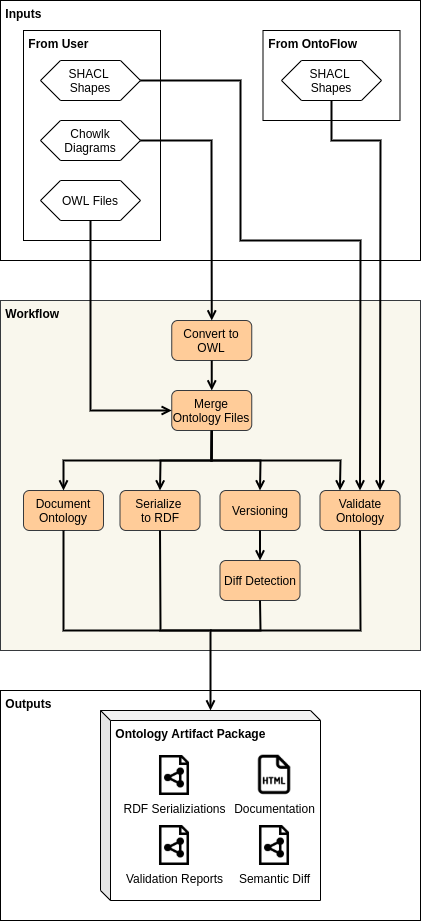 Inputs
From User
From OntoFlow
SHACL
Shapes
SHACL
Shapes
Chowlk
Diagrams
OWL Files
Workflow
Convert to
OWL
Merge
Ontology Files
Document
Ontology
Serialize
to RDF
Versioning
Validate
Ontology
Diff Detection
Outputs
Ontology Artifact Package
HTML
RDF Serializiations
Documentation
Validation Reports
Semantic Diff